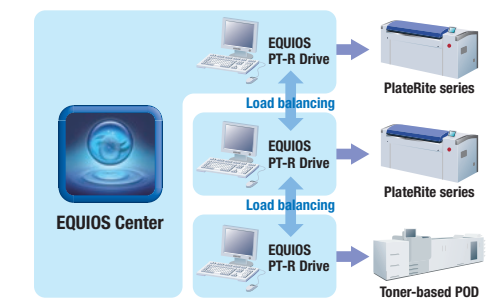 EQUIOS
PT-R Drive
PlateRite series
Load balancing
EQUIOS
PT-R Drive
EQUIOS Center
PlateRite series
Load balancing
EQUIOS
PT-R Drive
Toner-based POD